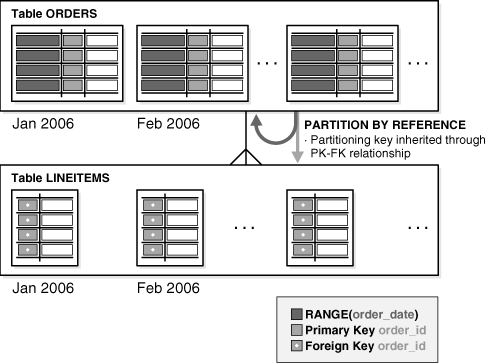 Table ORDERS
... ...
Jan 2006 Feb 2006
PARTITION BY REFERENCE
· Partitioning key inherited through
PK-FK relationship
Table LINEITEMS
... ...
Jan 2006 Feb 2006
RANGE(order_date)
Primary Key order_id
Foreign Key order_id